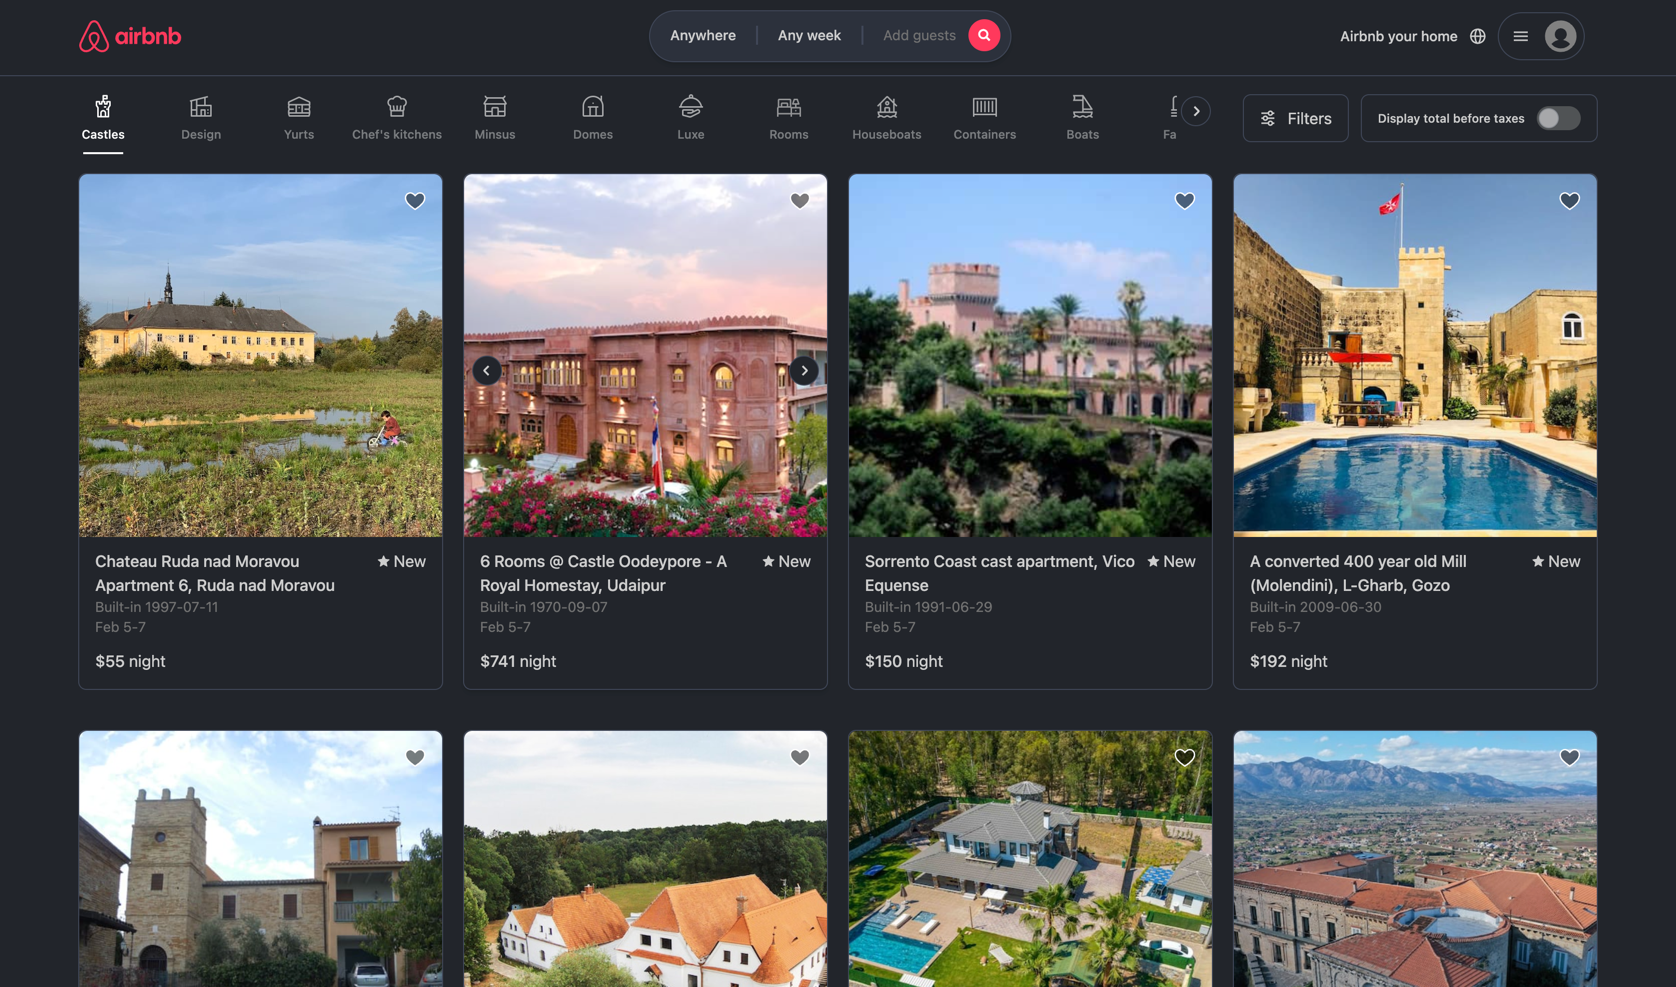 airbnb
Anywhere
Any week
Add guests
Airbnb your home
Castles
Design
Yurts
Chef's kitchens
Minsus
Domes
Luxe
Rooms
Houseboats
Containers
Boats
Fa
Filters
Display total before taxes
Chateau Ruda nad Moravou
Apartment 6, Ruda nad Moravou
New
Built-in 1997-07-11
Feb 5-7
$55 night
6 Rooms @ Castle Oodeypore - A
Royal Homestay, Udaipur
New
Built-in 1970-09-07
Feb 5-7
$741 night
Sorrento Coast cast apartment, Vico
Equense
New
Built-in 1991-06-29
Feb 5-7
$150 night
A converted 400 year old Mill
(Molendini), L-Gharb, Gozo
New
Built-in 2009-06-30
Feb 5-7
$192 night